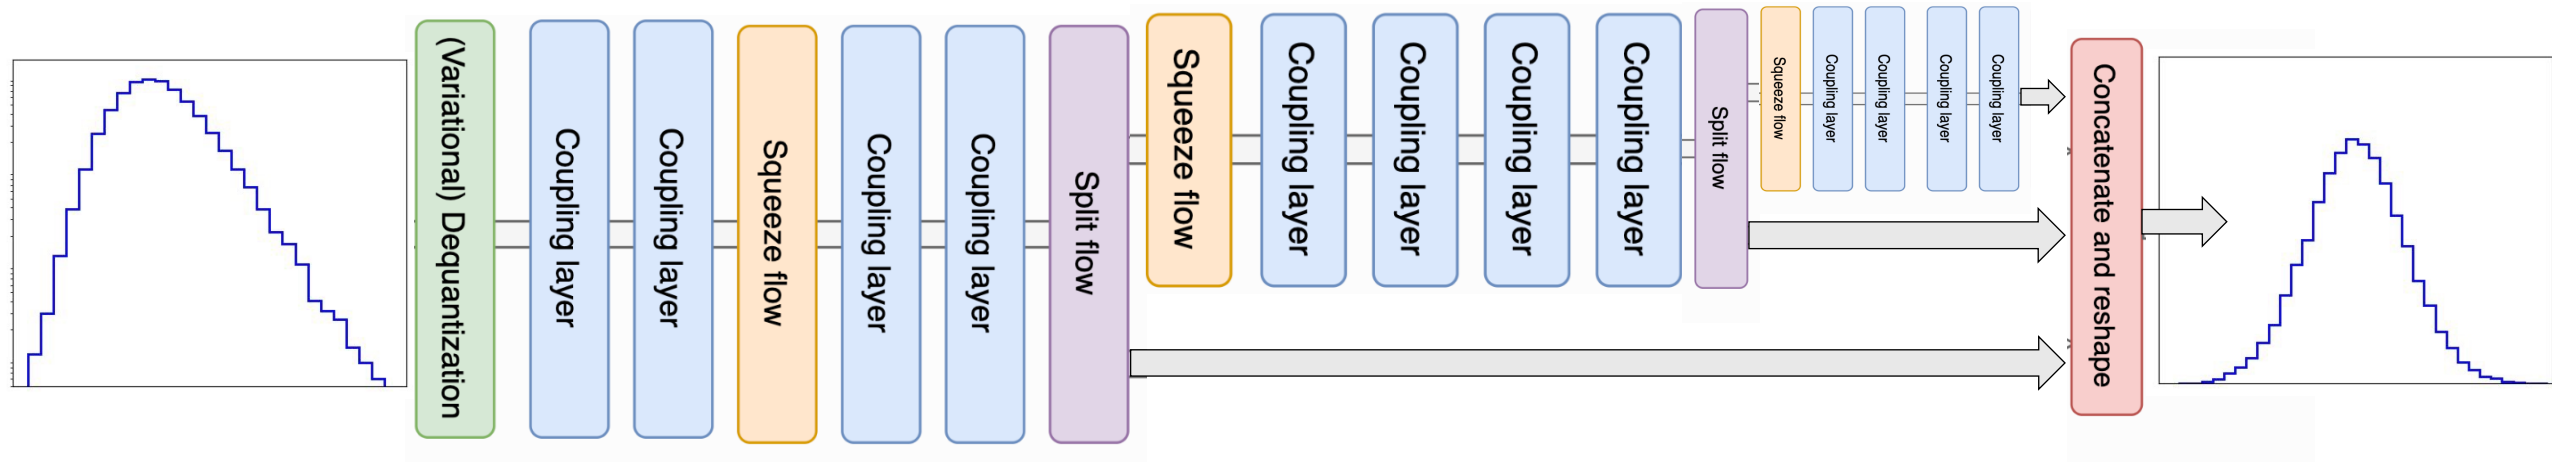 (Variational) Dequantization
Coupling layer
Coupling layer
Squeeze flow
Coupling layer
Coupling layer
Split flow
Squeeze flow
Coupling layer
Coupling layer
Coupling layer
Coupling layer
Split flow
Squeeze flow
Coupling layer
Coupling layer
Coupling layer
Coupling layer
Concatenate and reshape